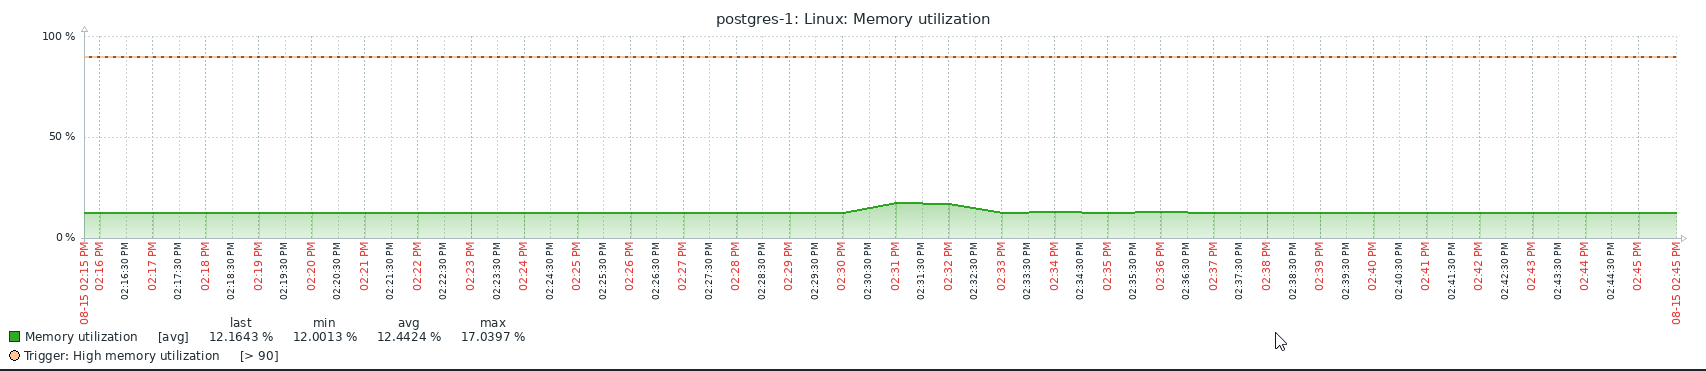 postgres-1: Linux: Memory utilization
100 %
50 %
0 %
08-15 02:15 PM
02:16 PM
02:16:30 PM
02:17 PM
02:17:30 PM
02:18 PM
02:18:30 PM
02:19 PM
02:19:30 PM
02:20 PM
02:20:30 PM
02:21 PM
02:21:30 PM
02:22 PM
02:22:30 PM
02:23 PM
02:23:30 PM
02:24 PM
02:24:30 PM
02:25 PM
02:25:30 PM
02:26 PM
02:26:30 PM
02:27 PM
02:27:30 PM
02:28 PM
02:28:30 PM
02:29 PM
02:29:30 PM
02:30 PM
02:30:30 PM
02:31 PM
02:31:30 PM
02:32 PM
02:32:30 PM
02:33 PM
02:33:30 PM
02:34 PM
02:34:30 PM
02:35 PM
02:35:30 PM
02:36 PM
02:36:30 PM
02:37 PM
02:37:30 PM
02:38 PM
02:38:30 PM
02:39 PM
02:39:30 PM
02:40 PM
02:40:30 PM
02:41 PM
02:41:30 PM
02:42 PM
02:42:30 PM
02:43 PM
02:43:30 PM
02:44 PM
02:44:30 PM
02:45 PM
08-15 02:45 PM
last min avg max
Memory utilization [avg] 12.1643 % 12.0013 % 12.4424 % 17.0397 %
Trigger: High memory utilization [> 90]